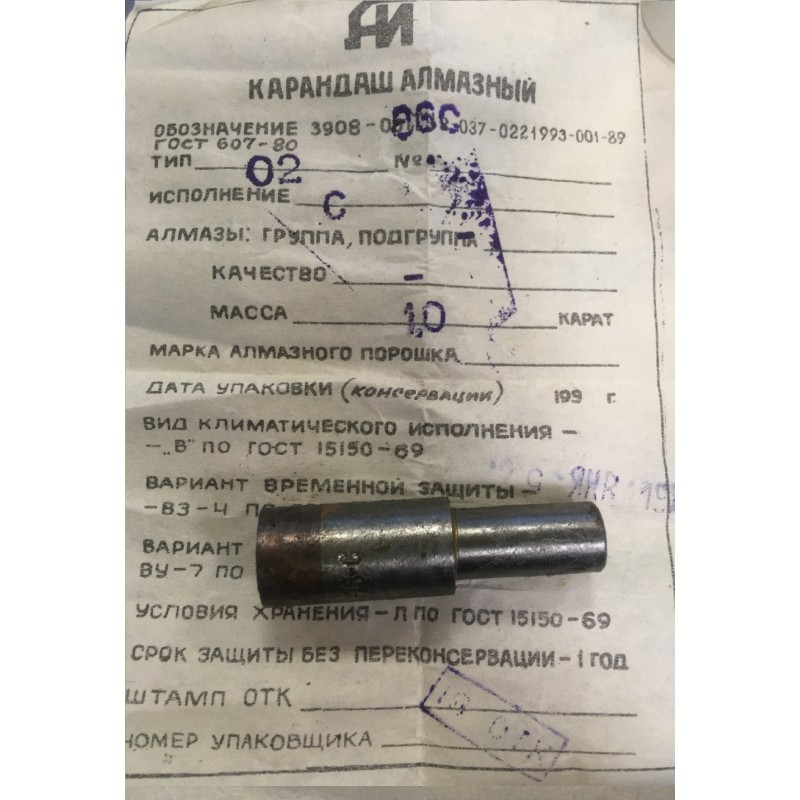 АИ
КАРАНДАШ АЛМАЗНЫЙ
ОБОЗНАЧЕНИЕ 3908- 037-0221993-001-89
ГОСТ 607-80
ТИП 02 №
ИСПОЛНЕНИЕ С
АЛМАЗЫ: ГРУППА, ПОДГРУППА -
КАЧЕСТВО -
МАССА 1,0 КАРАТ
МАРКА АЛМАЗНОГО ПОРОШКА
ДАТА УПАКОВКИ (КОНСЕРВАЦИИ) 199 г.
ВИД КЛИМАТИЧЕСКОГО ИСПОЛНЕНИЯ -
- „В" ПО ГОСТ 15150-69
ВАРИАНТ ВРЕМЕННОЙ ЗАЩИТЫ - 9 ЯНВ
-ВЗ-4
ВАРИАНТ
ВУ-7 ПО
УСЛОВИЯ ХРАНЕНИЯ - Л ПО ГОСТ 15150-69
СРОК ЗАЩИТЫ БЕЗ ПЕРЕКОНСЕРВАЦИИ - 1 ГОД
ШТАМП ОТК
НОМЕР УПАКОВЩИКА